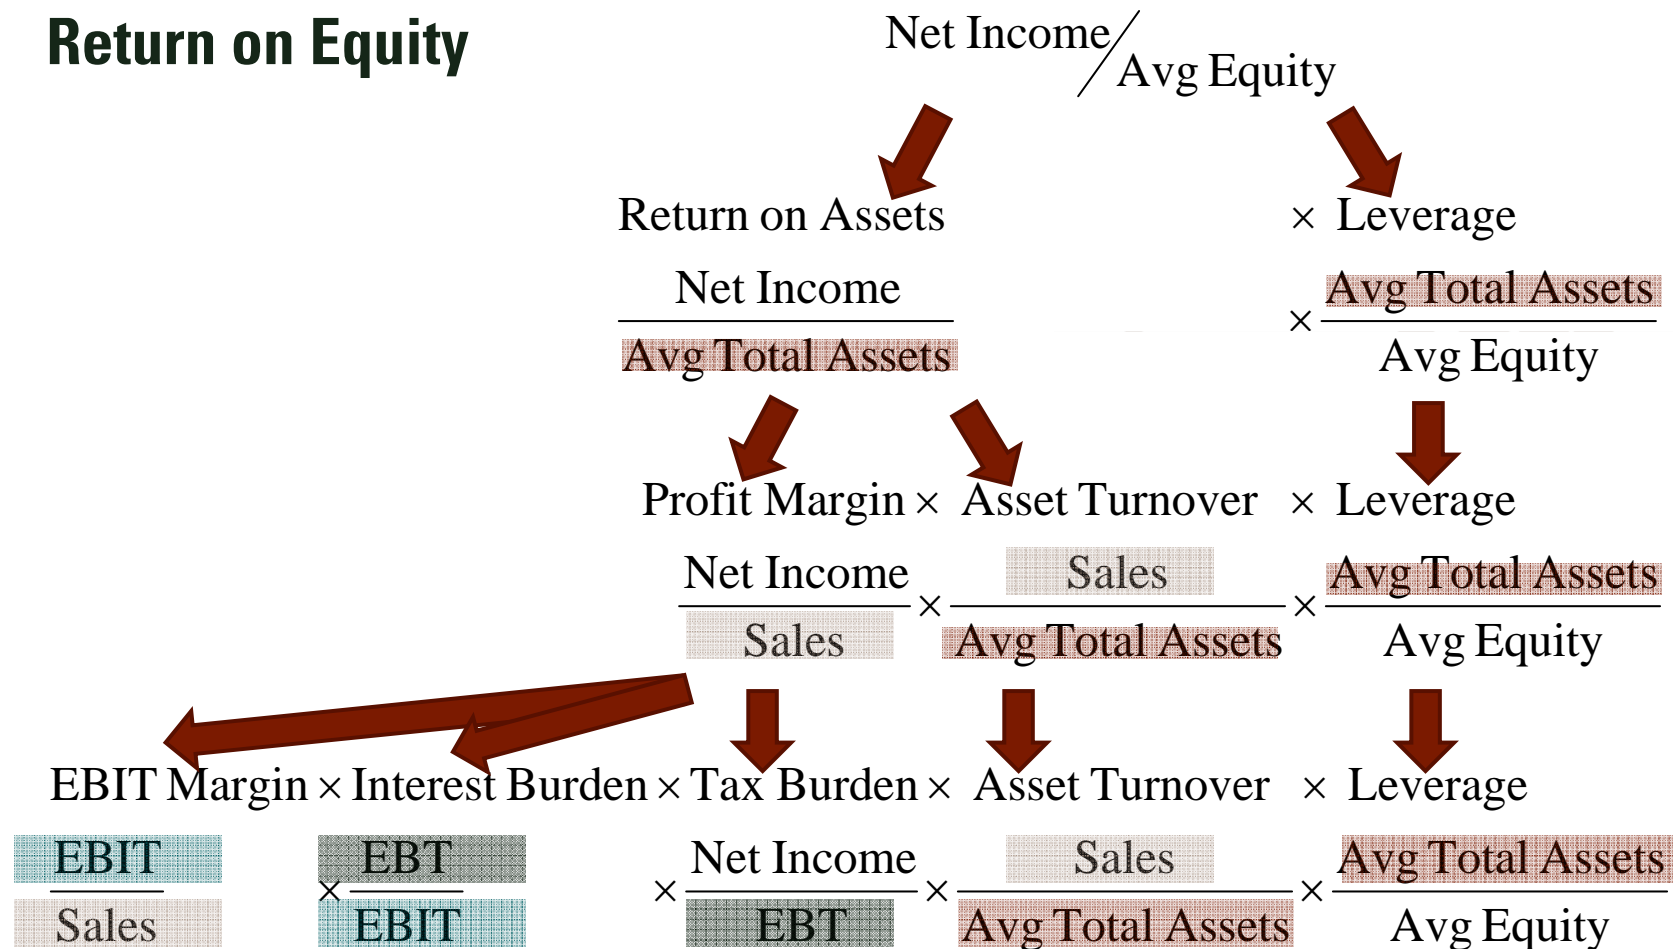 Return on Equity
Net Income/Avg Equity
Return on Assets × Leverage
Net Income × Avg Total Assets
Avg Total Assets Avg Equity
Profit Margin × Asset Turnover × Leverage
Net Income × Sales × Avg Total Assets
Sales Avg Total Assets Avg Equity
EBIT Margin × Interest Burden × Tax Burden × Asset Turnover × Leverage
EBIT × EBT × Net Income × Sales × Avg Total Assets
Sales EBIT EBT Avg Total Assets Avg Equity